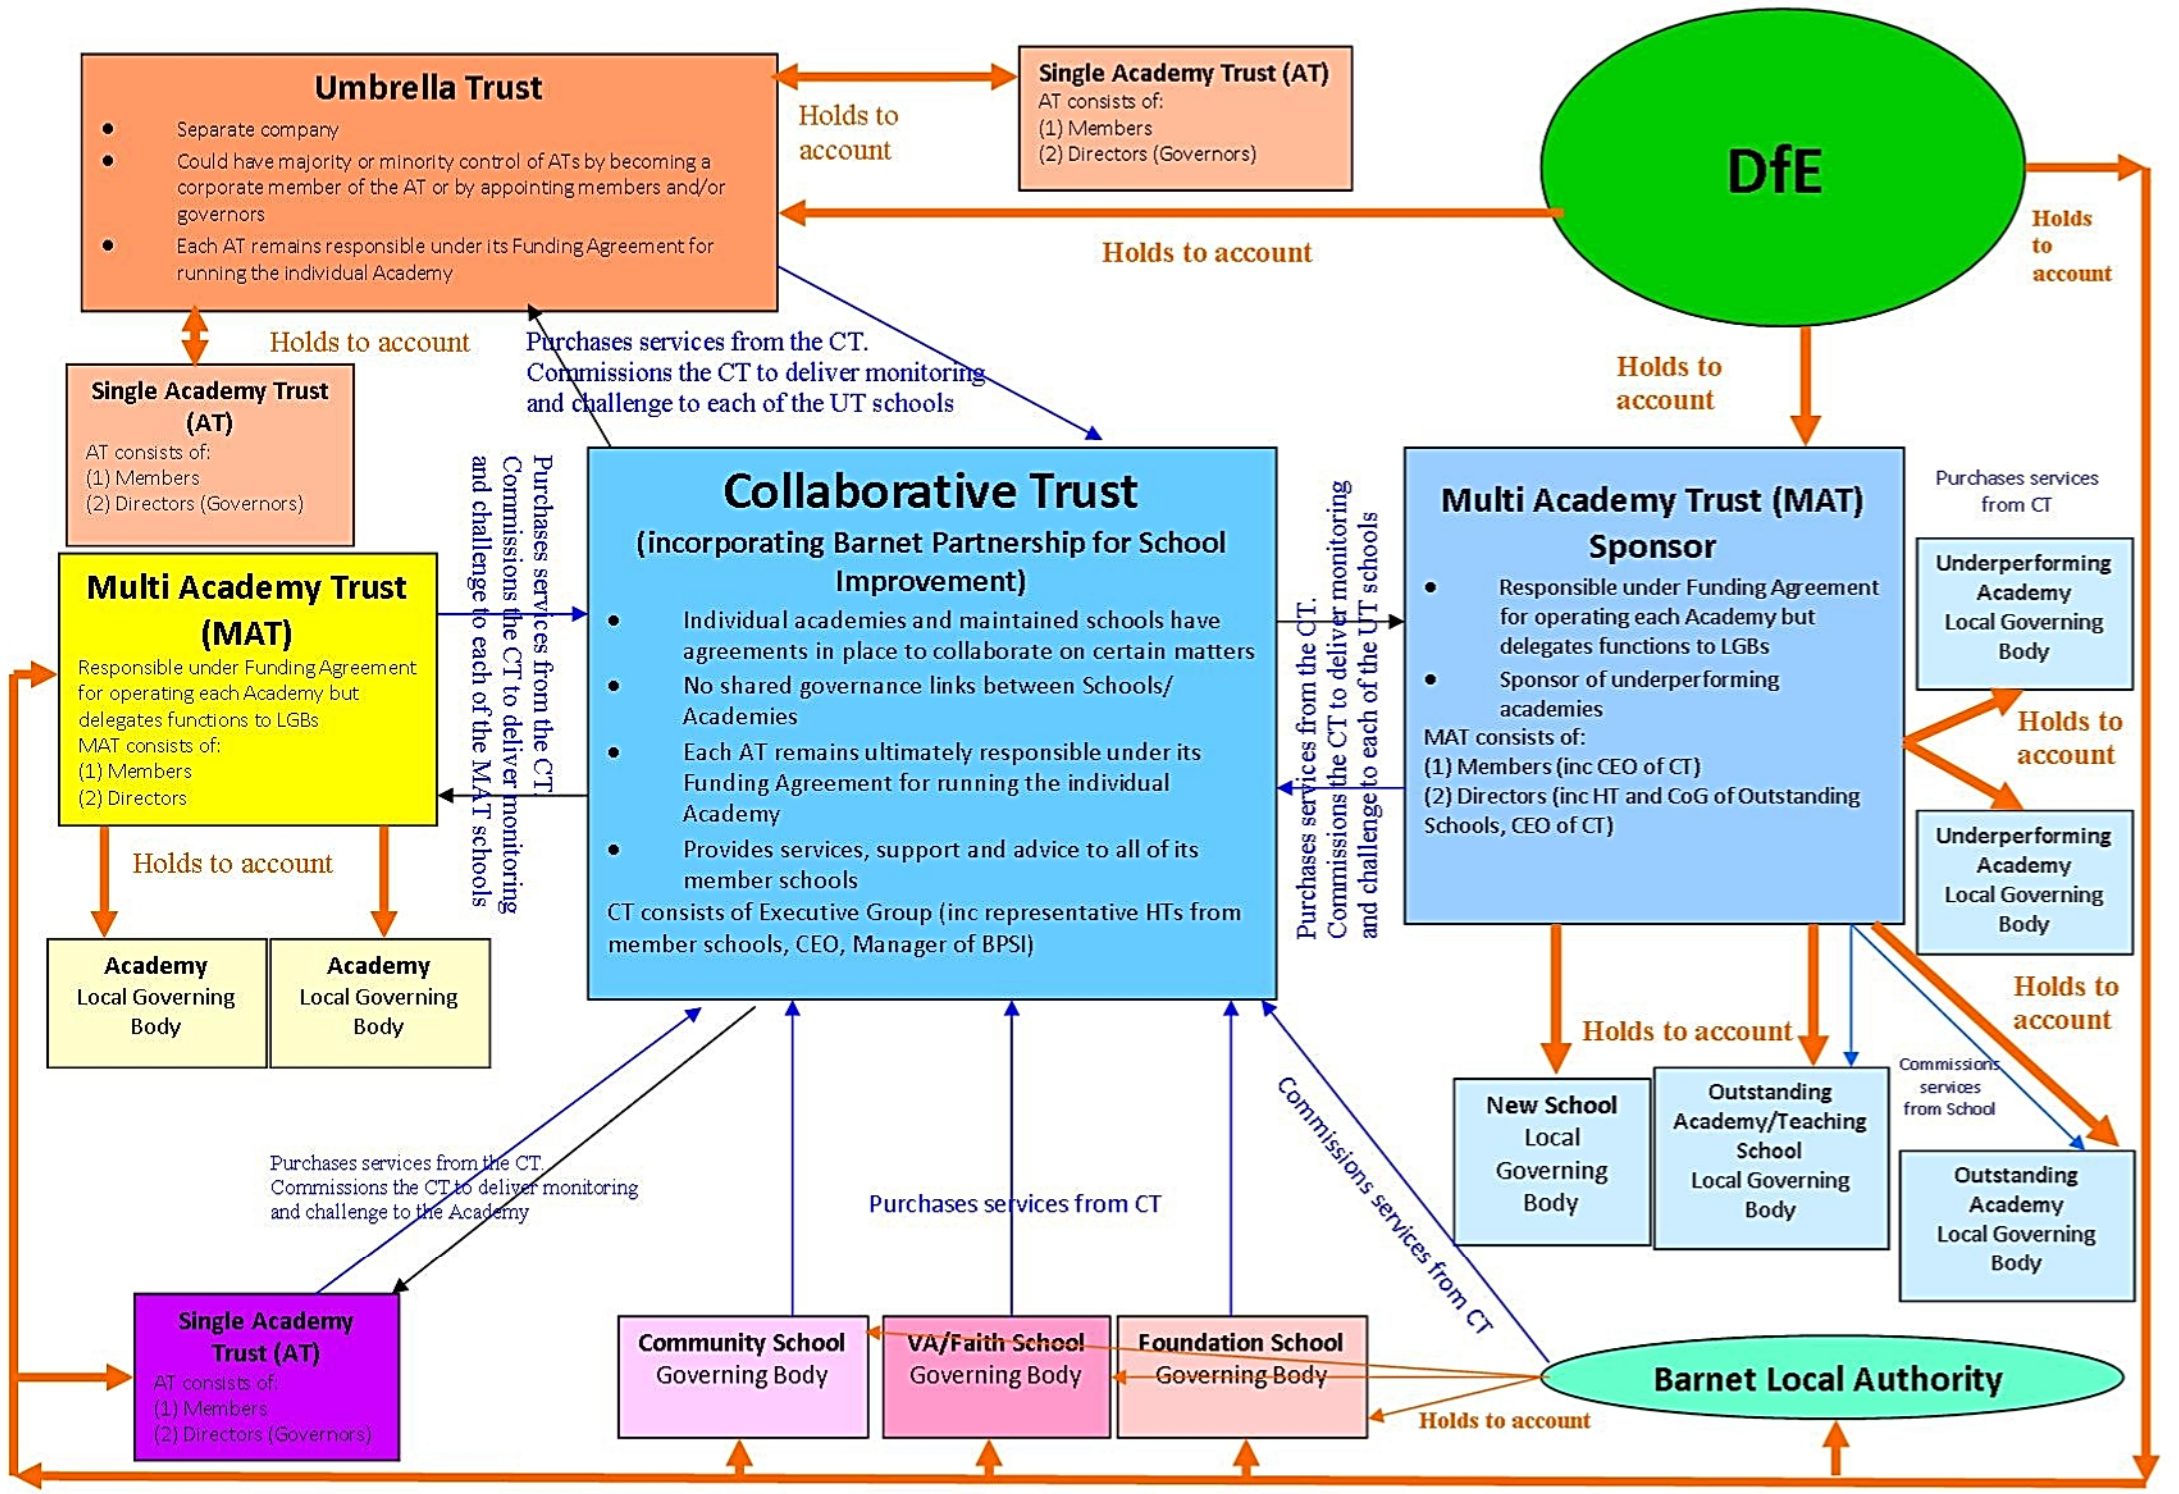 Umbrella Trust
● Separate company
● Could have majority or minority control of ATs by becoming a
corporate member of the AT or by appointing members and/or
governors
● Each AT remains responsible under its Funding Agreement for
running the individual Academy
Holds to
account
Single Academy Trust (AT)
AT consists of:
(1) Members
(2) Directors (Governors)
DfE
Holds to account
Holds
to
account
Holds to account
Purchases services from the CT.
Commissions the CT to deliver monitoring
and challenge to each of the UT schools
Holds to
account
Single Academy Trust
(AT)
AT consists of:
(1) Members
(2) Directors (Governors)
Multi Academy Trust
(MAT)
Responsible under Funding Agreement
for operating each Academy but
delegates functions to LGBs
MAT consists of:
(1) Members
(2) Directors
Holds to account
Academy
Local Governing
Body
Academy
Local Governing
Body
Purchases services from the CT.
Commissions the CT to deliver monitoring
and challenge to each of the MAT schools
Collaborative Trust
(incorporating Barnet Partnership for School
Improvement)
● Individual academies and maintained schools have
agreements in place to collaborate on certain matters
● No shared governance links between Schools/
Academies
● Each AT remains ultimately responsible under its
Funding Agreement for running the individual
Academy
● Provides services, support and advice to all of its
member schools
CT consists of Executive Group (inc representative HTs from
member schools, CEO, Manager of BPSI)
Purchases services from the CT.
Commissions the CT to deliver monitoring
and challenge to each of the UT schools
Multi Academy Trust (MAT)
Sponsor
● Responsible under Funding Agreement
for operating each Academy but
delegates functions to LGBs
● Sponsor of underperforming
academies
MAT consists of:
(1) Members (inc CEO of CT)
(2) Directors (inc HT and CoG of Outstanding
Schools, CEO of CT)
Purchases services
from CT
Underperforming
Academy
Local Governing
Body
Holds to
account
Underperforming
Academy
Local Governing
Body
Holds to
account
Holds to account
Commissions
services
from School
New School
Local
Governing
Body
Outstanding
Academy/Teaching
School
Local Governing
Body
Outstanding
Academy
Local Governing
Body
Purchases services from the CT.
Commissions the CT to deliver monitoring
and challenge to the Academy
Purchases services from CT
Commissions services from CT
Single Academy
Trust (AT)
AT consists of:
(1) Members
(2) Directors (Governors)
Community School
Governing Body
VA/Faith School
Governing Body
Foundation School
Governing Body
Holds to account
Barnet Local Authority